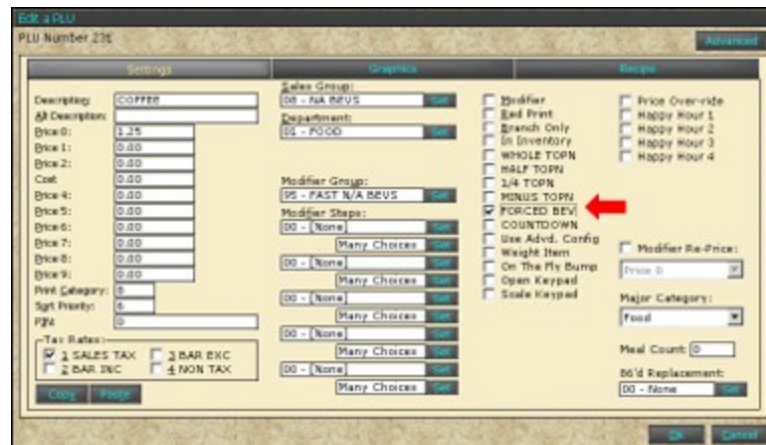 Edit a PLU
PLU Number 231
Advanced
Settings
Graphics
Recipe
Description: COFFEE
Alt Description:
Price 0: 1.25
Price 1: 0.00
Price 2: 0.00
Cost 0.00
Price 4: 0.00
Price 5: 0.00
Price 6: 0.00
Price 7: 0.00
Price 8: 0.00
Price 9: 0.00
Print Category: 8
Sort Priority: 6
0
Tax Rates:
1 SALES TAX
3 BAR EXC
2 BAR INC
4 NON TAX
Copy
Paste
Sales Group:
08 - NA BEVS
Set
Department:
01 - FOOD
Set
Modifier Group:
95 - FAST N/A BEVS
Set
Modifier Steps:
00 - [None]
Set
Many Choices
Set
00 - [None]
Set
Many Choices
Set
00 - [None]
Set
Many Choices
Set
00 - [None]
Set
Many Choices
Set
00 - [None]
Set
Many Choices
Set
Modifier
Red Print
Branch Only
In Inventory
WHOLE TOPN
HALF TOPN
1/4 TOPN
MINUS TOPN
FORCED BEV
COUNTDOWN
Use Advd. Config
Weight Item
On The Fly Bump
Open Keypad
Scale Keypad
Price Over-ride
Happy Hour 1
Happy Hour 2
Happy Hour 3
Happy Hour 4
Modifier Re-Price:
Price 0
Major Category:
Food
Meal Count: 0
86'd Replacement:
00 - None
Set
Ok
Cancel